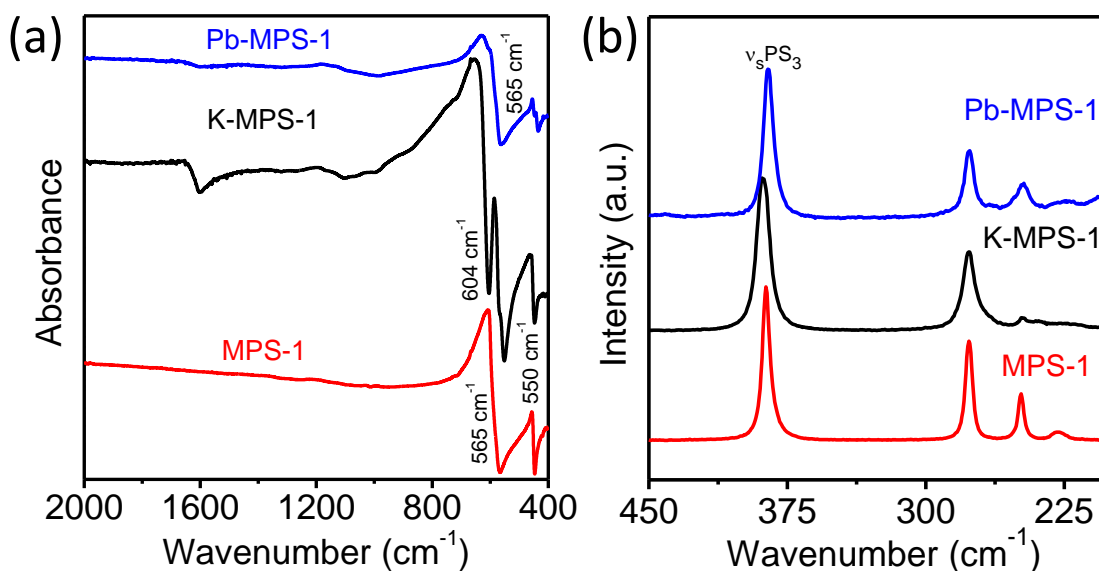 (a)
Pb-MPS-1
K-MPS-1
MPS-1
565 cm-1
604 cm-1
565 cm-1
550 cm-1
Absorbance
2000 1600 1200 800 400
Wavenumber (cm-1)
(b)
νsPS3
Pb-MPS-1
K-MPS-1
MPS-1
Intensity (a.u.)
450 375 300 225
Wavenumber (cm-1)